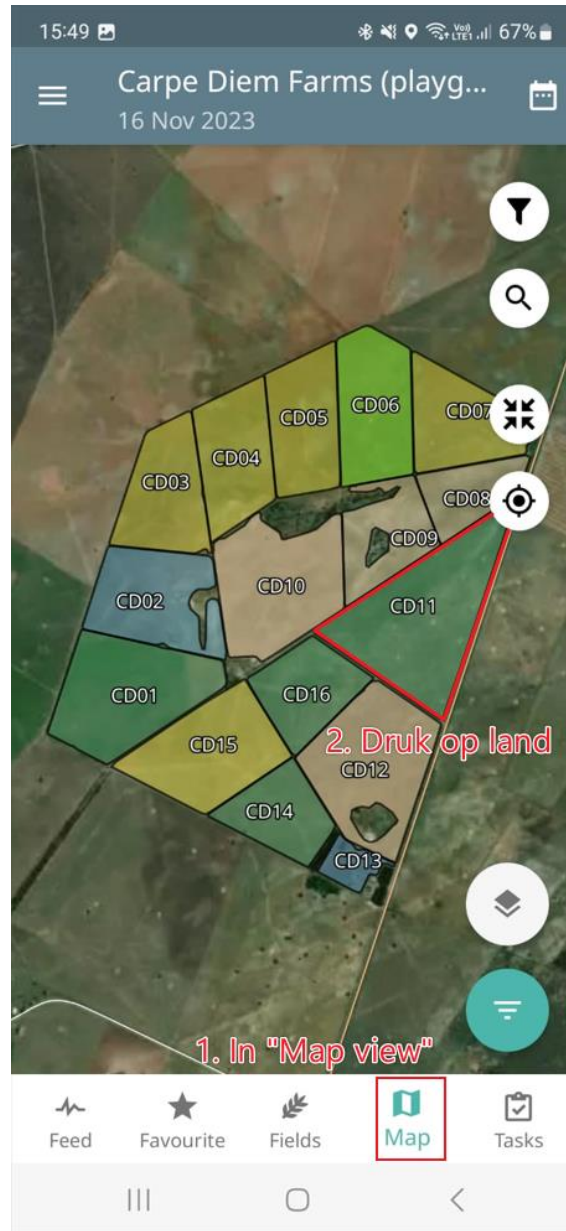 15:49 Vo)) LTE1 67%
Carpe Diem Farms (playg...
16 Nov 2023
CD06
CD05
CD07
CD04
CD03
CD08
CD09
CD10
CD02
CD11
CD01
CD16
CD15
2. Druk op land
CD12
CD14
CD13
1. In "Map view"
Feed Favourite Fields Map Tasks